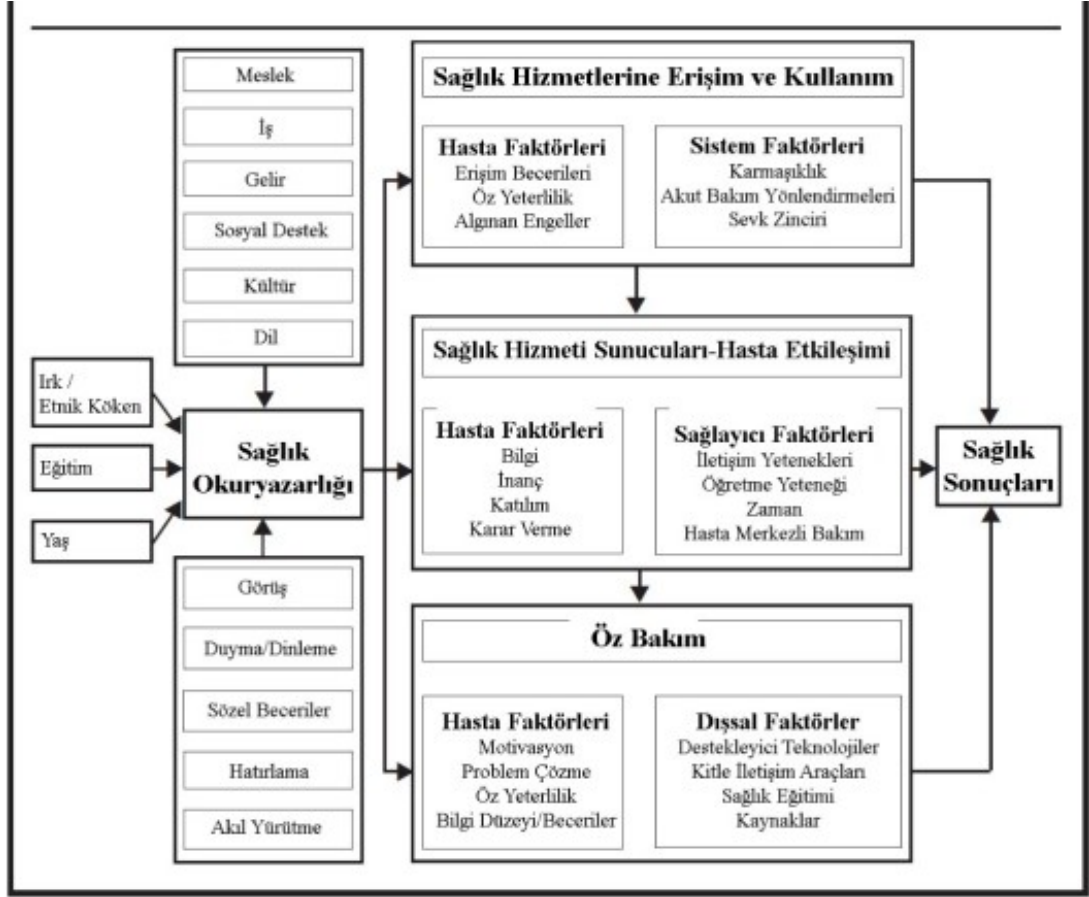 Meslek
İş
Gelir
Sosyal Destek
Kültür
Dil
Irk /
Etnik Köken
Eğitim
Yaş
Sağlık
Okuryazarlığı
Görüş
Duyma/Dinleme
Sözel Beceriler
Hatırlama
Akıl Yürütme
Sağlık Hizmetlerine Erişim ve Kullanım
Hasta Faktörleri
Erişim Becerileri
Öz Yeterlilik
Algınan Engeller
Sistem Faktörleri
Karmaşıklık
Akut Bakım Yönlendirmeleri
Sevk Zinciri
Sağlık Hizmeti Sunucuları-Hasta Etkileşimi
Hasta Faktörleri
Bilgi
İnanç
Katılım
Karar Verme
Sağlayıcı Faktörleri
İletişim Yetenekleri
Öğretme Yeteneği
Zaman
Hasta Merkezli Bakım
Öz Bakım
Hasta Faktörleri
Motivasyon
Problem Çözme
Öz Yeterlilik
Bilgi Düzeyi/Beceriler
Dışsal Faktörler
Destekleyici Teknolojiler
Kitle İletişim Araçları
Sağlık Eğitimi
Kaynaklar
Sağlık
Sonuçları